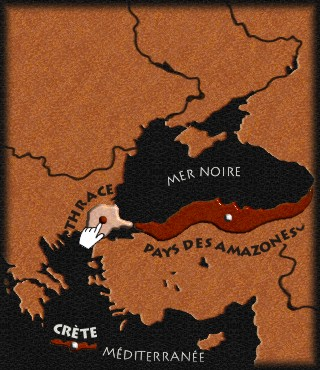 MER NOIRE
THRACE
PAYS DES AMAZONES
CRÈTE
MÉDITERRANÉE